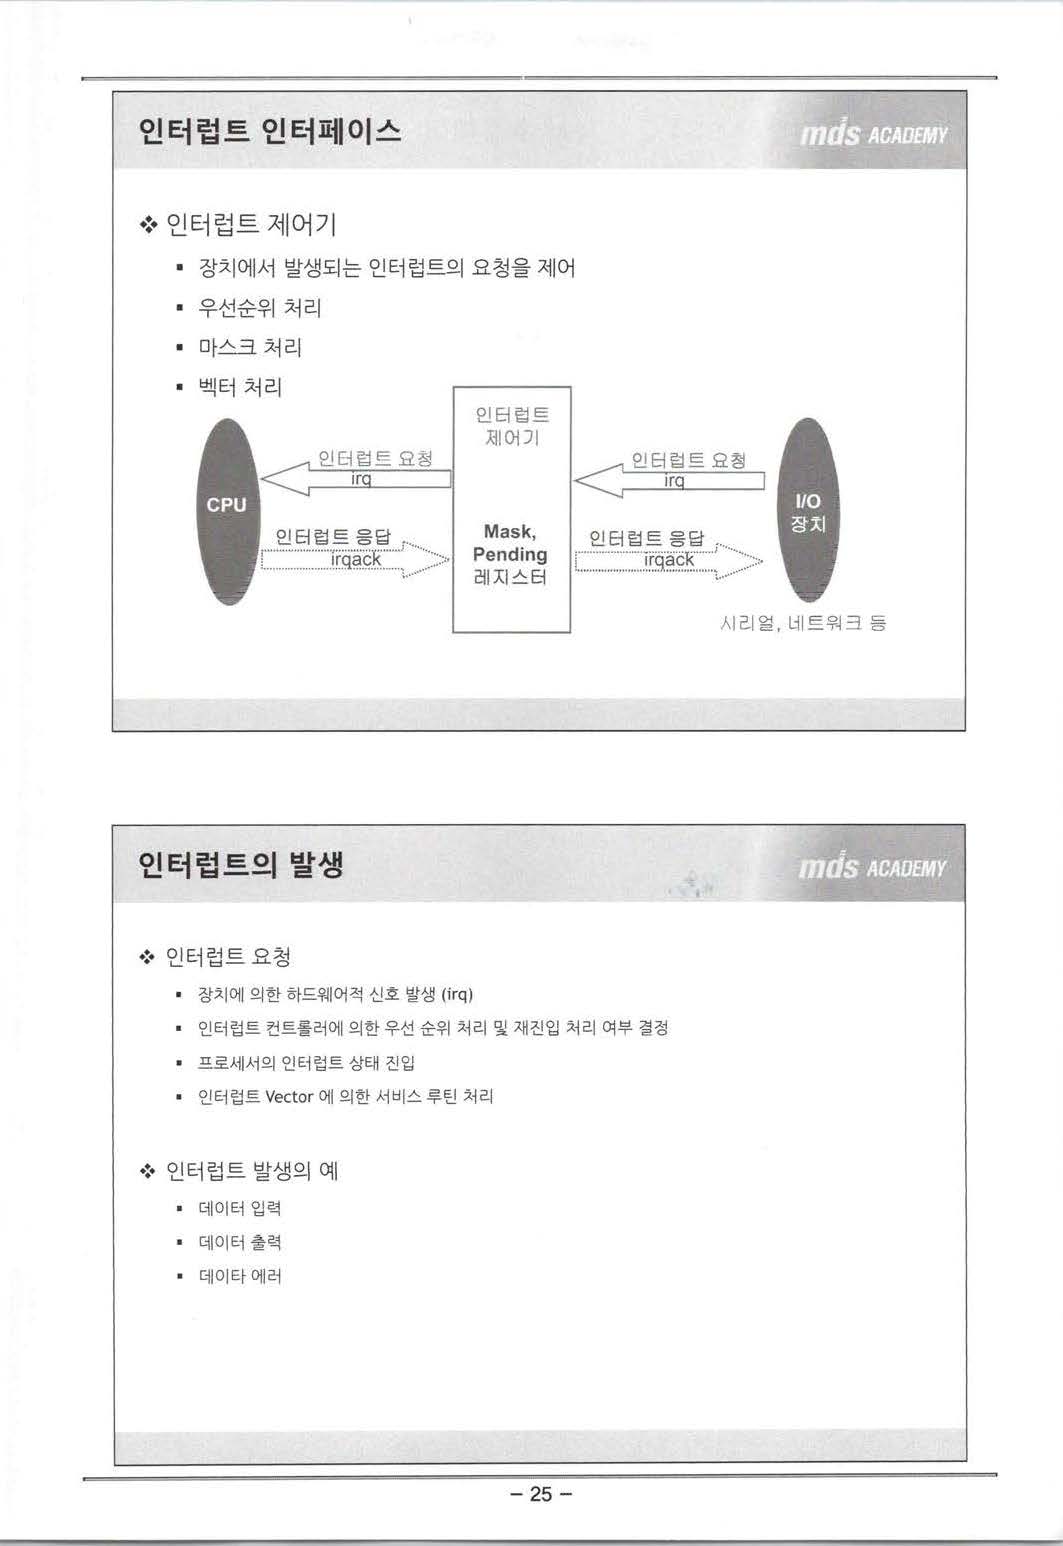 인터럽트 인터페이스
mds ACADEMY
❖ 인터럽트 제어기
▪ 장치에서 발생되는 인터럽트의 요청을 제어
▪ 우선순위 처리
▪ 마스크 처리
▪ 벡터 처리
인터럽트
제어기
인터럽트 요청
irq
인터럽트 요청
irq
CPU
I/O
장치
Mask,
Pending
레지스터
인터럽트 응답
irqack
인터럽트 응답
irqack
시리얼, 네트워크 등
인터럽트의 발생
mds ACADEMY
❖ 인터럽트 요청
▪ 장치에 의한 하드웨어적 신호 발생 (irq)
▪ 인터럽트 컨트롤러에 의한 우선 순위 처리 및 재진입 처리 여부 결정
▪ 프로세서의 인터럽트 상태 진입
▪ 인터럽트 Vector 에 의한 서비스 루틴 처리
❖ 인터럽트 발생의 예
▪ 데이터 입력
▪ 데이터 출력
▪ 데이타 에러
– 25 –